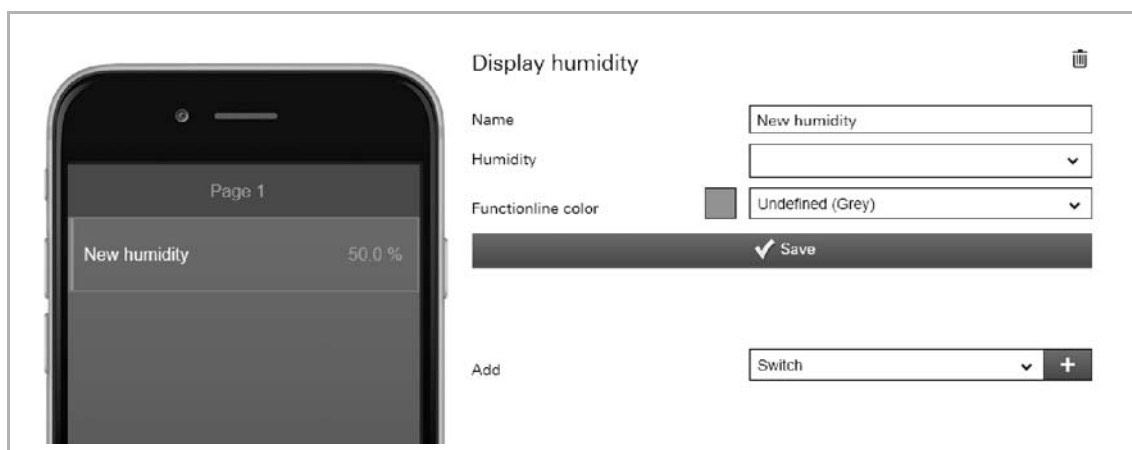 Display humidity
Name
New humidity
Humidity
Page 1
Functionline color
Undefined (Grey)
New humidity 50.0 %
Save
Add
Switch